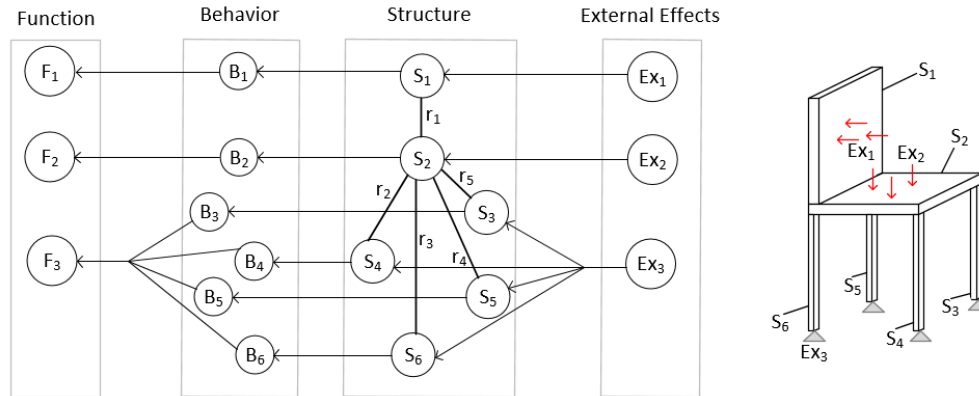 Function Behavior Structure External Effects
F1 B1 S1 Ex1
r1
F2 B2 S2 Ex2
r2 r5
B3 S3
r3
F3 B4 S4 r4 Ex3
B5 S5
B6 S6
S1
S2
Ex1 Ex2
S5
S3
S6 S4
Ex3